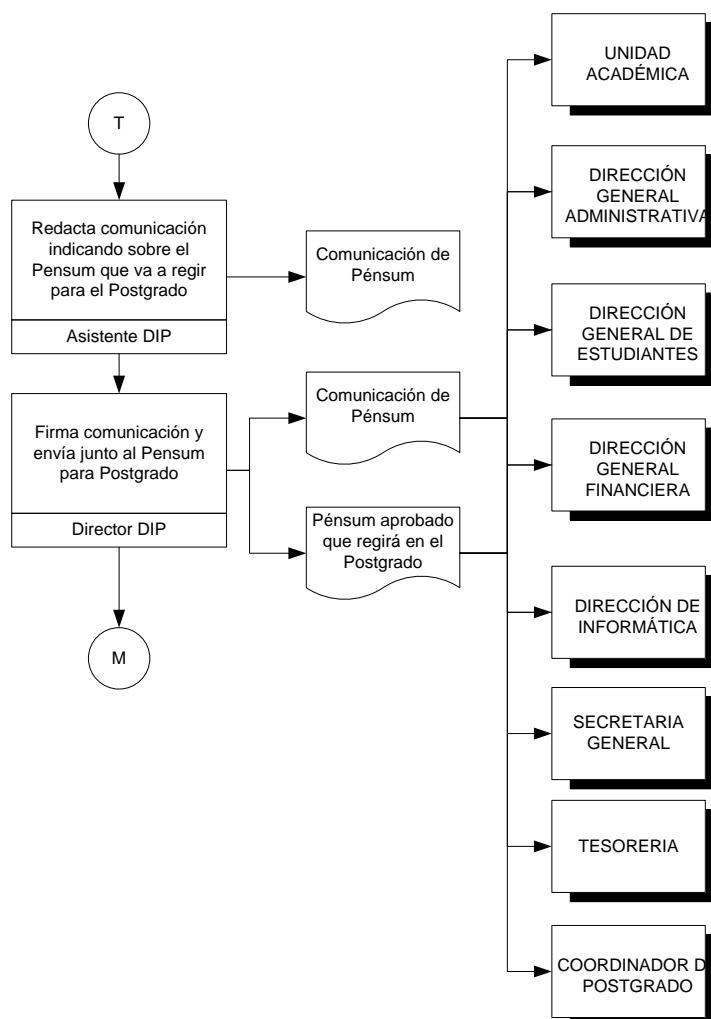 T
Redacta comunicación
indicando sobre el
Pensum que va a regir
para el Postgrado
Asistente DIP
Comunicación de
Pénsum
Firma comunicación y
envía junto al Pensum
para Postgrado
Director DIP
Comunicación de
Pénsum
Pénsum aprobado
que regirá en el
Postgrado
M
UNIDAD
ACADÉMICA
DIRECCIÓN
GENERAL
ADMINISTRATIVA
DIRECCIÓN
GENERAL DE
ESTUDIANTES
DIRECCIÓN
GENERAL
FINANCIERA
DIRECCIÓN DE
INFORMÁTICA
SECRETARIA
GENERAL
TESORERIA
COORDINADOR D
POSTGRADO